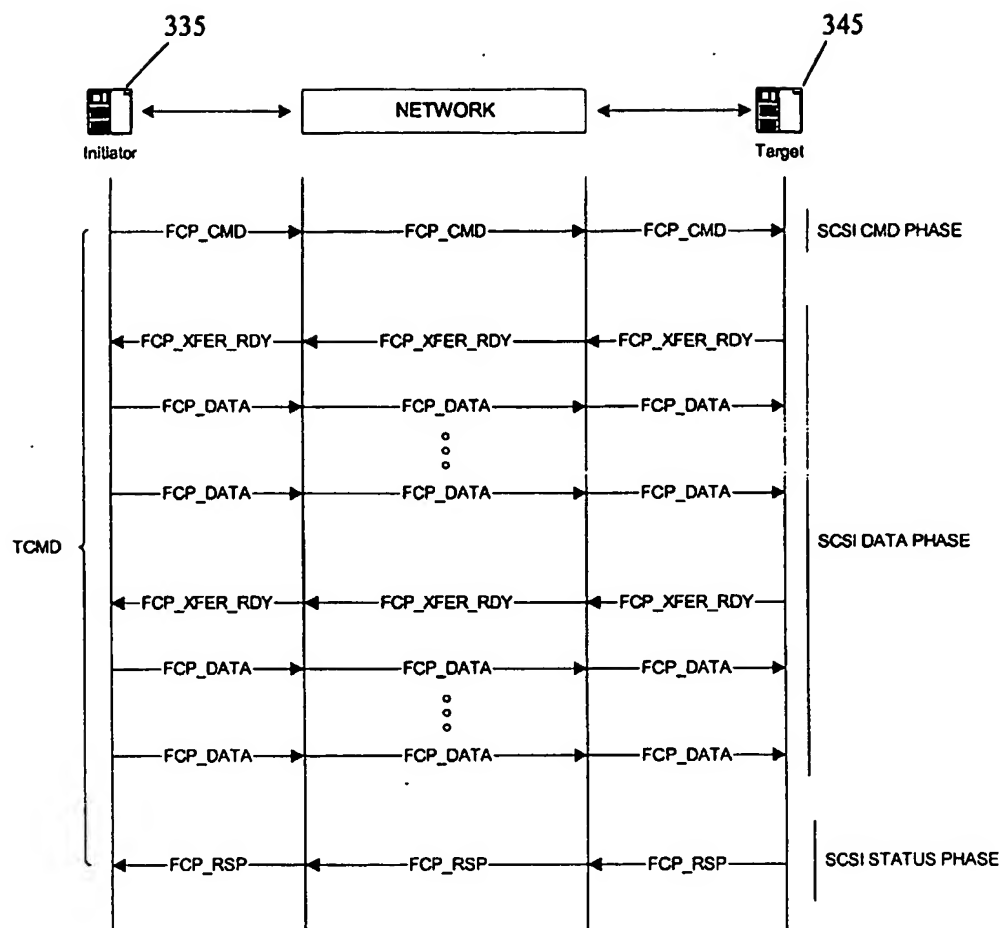 335 345
NETWORK
Initiator Target
FCP_CMD FCP_CMD FCP_CMD SCSI CMD PHASE
FCP_XFER_RDY FCP_XFER_RDY FCP_XFER_RDY
FCP_DATA FCP_DATA FCP_DATA
FCP_DATA FCP_DATA FCP_DATA
TCMD SCSI DATA PHASE
FCP_XFER_RDY FCP_XFER_RDY FCP_XFER_RDY
FCP_DATA FCP_DATA FCP_DATA
FCP_DATA FCP_DATA FCP_DATA
FCP_RSP FCP_RSP FCP_RSP SCSI STATUS PHASE